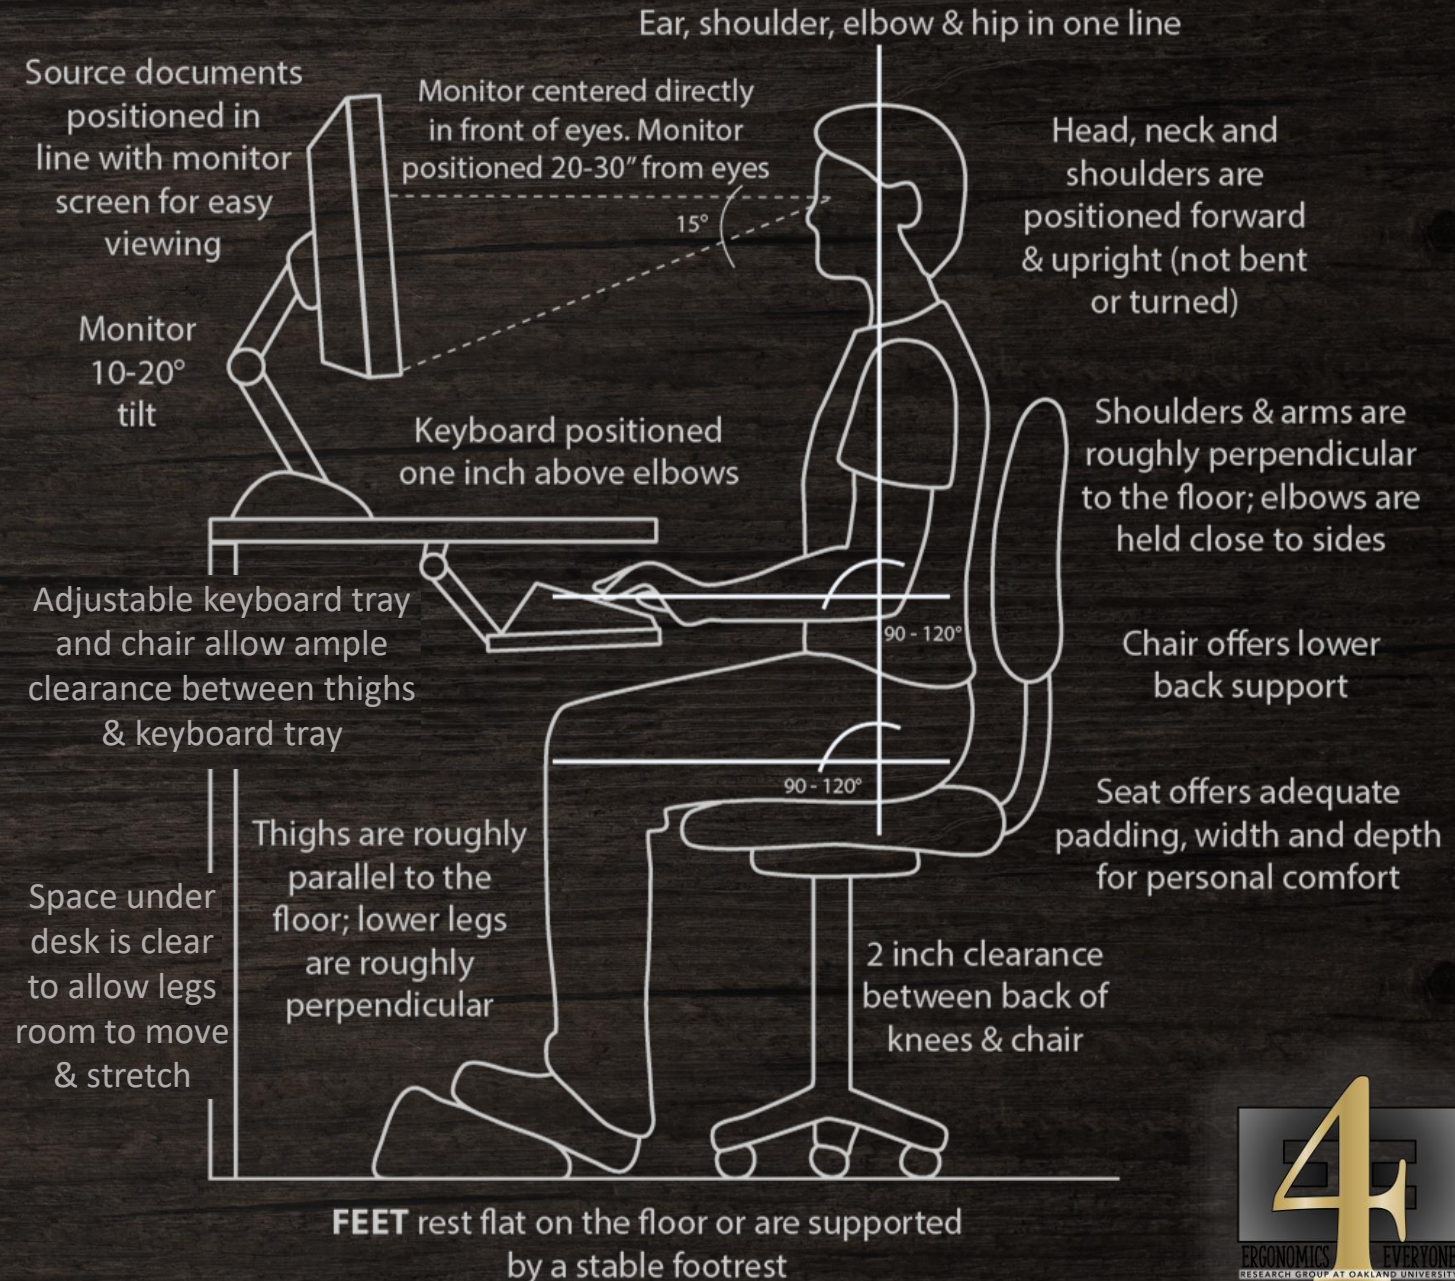 Ear, shoulder, elbow & hip in one line
Source documents
positioned in
line with monitor
screen for easy
viewing
Monitor centered directly
in front of eyes. Monitor
positioned 20-30” from eyes
15°
Head, neck and
shoulders are
positioned forward
& upright (not bent
or turned)
Monitor
10-20°
tilt
Keyboard positioned
one inch above elbows
Shoulders & arms are
roughly perpendicular
to the floor; elbows are
held close to sides
Adjustable keyboard tray
and chair allow ample
clearance between thighs
& keyboard tray
90 - 120°
Chair offers lower
back support
90 - 120°
Seat offers adequate
padding, width and depth
for personal comfort
Thighs are roughly
parallel to the
floor; lower legs
are roughly
perpendicular
Space under
desk is clear
to allow legs
room to move
& stretch
2 inch clearance
between back of
knees & chair
FEET rest flat on the floor or are supported
by a stable footrest
4E
ERGONOMICS EVERYONE
RESEARCH GROUP AT OAKLAND UNIVERSITY